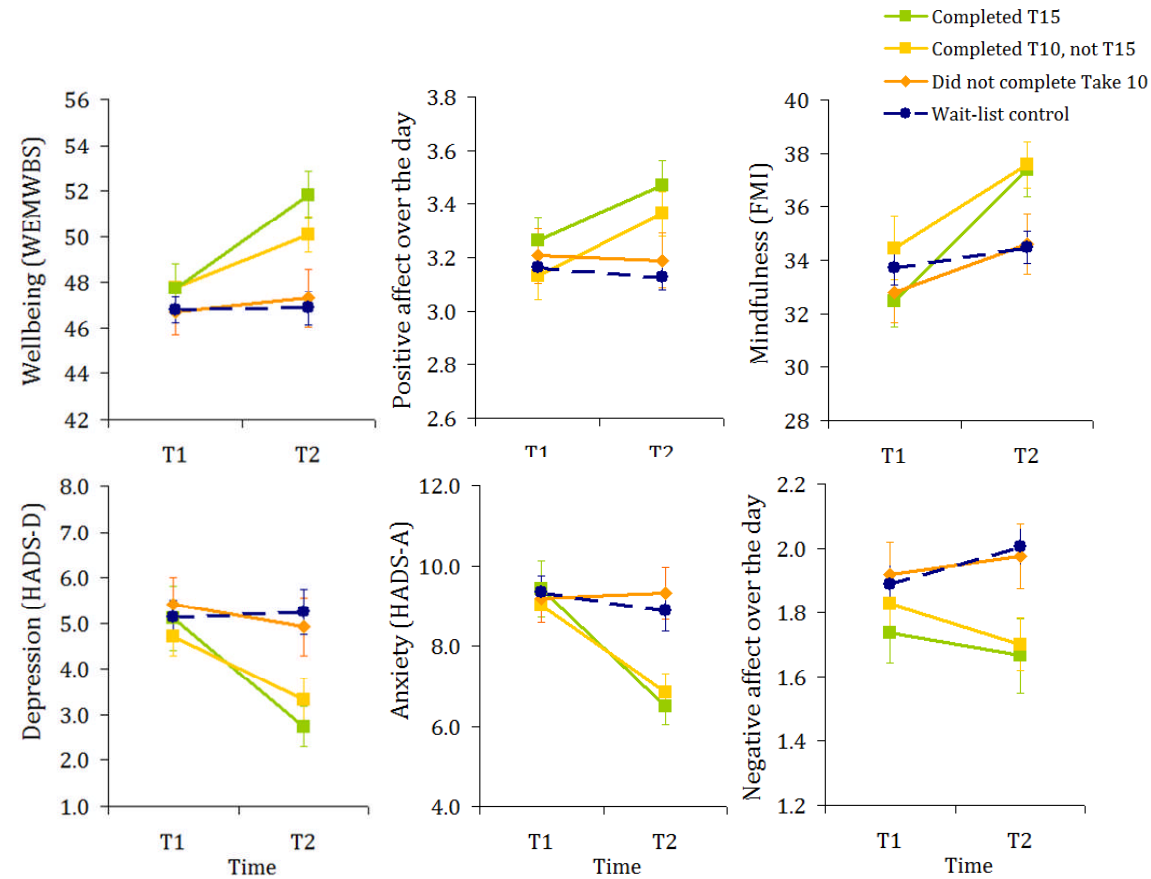 Completed T15
Completed T10, not T15
Did not complete Take 10
Wait-list control
Wellbeing (WEMWBS)
56
54
52
50
48
46
44
42
T1 T2
Positive affect over the day
3.8
3.6
3.4
3.2
3.0
2.8
2.6
T1 T2
Mindfulness (FMI)
40
38
36
34
32
30
28
T1 T2
Depression (HADS-D)
8.0
7.0
6.0
5.0
4.0
3.0
2.0
1.0
T1 T2
Time
Anxiety (HADS-A)
12.0
10.0
8.0
6.0
4.0
T1 T2
Time
Negative affect over the day
2.2
2.0
1.8
1.6
1.4
1.2
T1 T2
Time